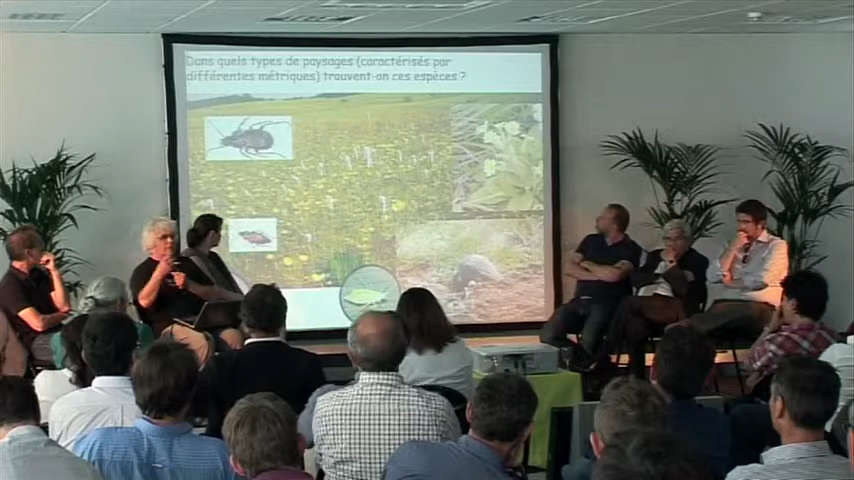 Dans quels types de paysages (caractérisés par
différentes métriques) trouvent-on ces espèces ?